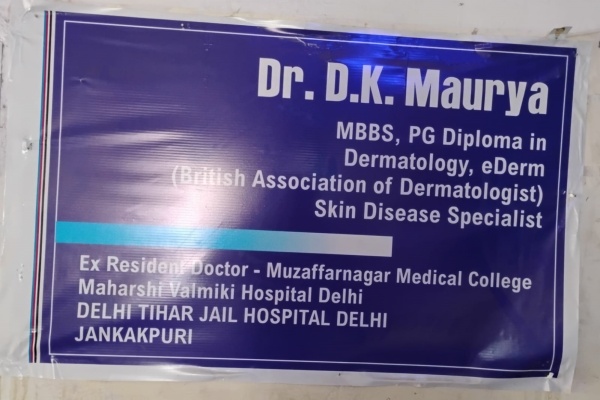 Dr. D.K. Maurya
MBBS, PG Diploma in
Dermatology, eDerm
(British Association of Dermatologist)
Skin Disease Specialist
Ex Resident Doctor - Muzaffarnagar Medical College
Maharshi Valmiki Hospital Delhi
DELHI TIHAR JAIL HOSPITAL DELHI
JANKAKPURI